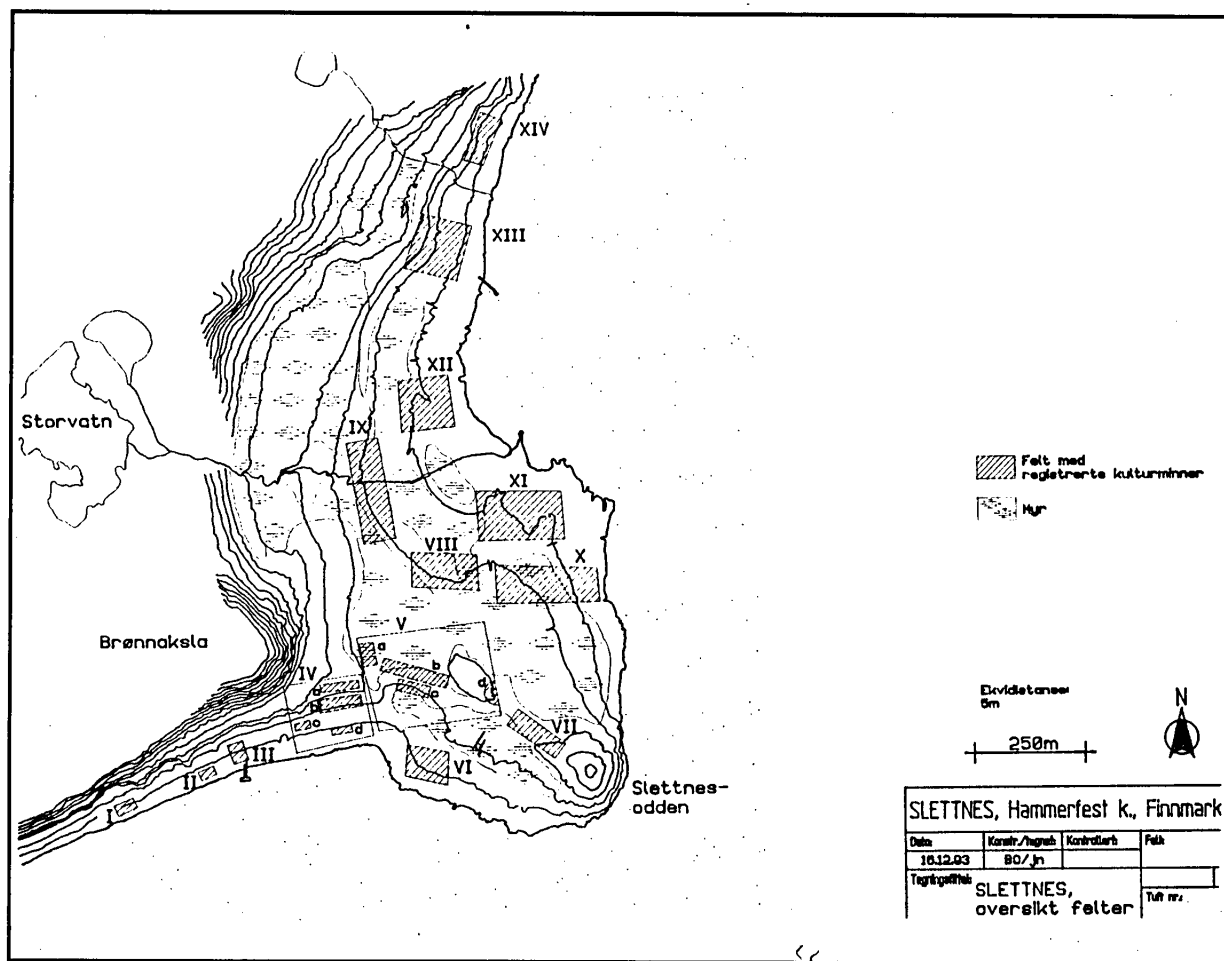 XIV
XIII
XII
Storvatn
IX
XI
VIII
X
Brønnaksla
V
a
b
IV
a
d
b
c
c
d
VII
III
VI
II
I
Slettnes-
odden
Felt med
registrerte kulturminner
Myr
Ekvidistanse:
5m
N
250m
SLETTNES, Hammerfest k., Finnmark
Dato:
Konstr./tegnet:
Kontrollert:
Felt:
16.12.93
BO/jn
Tegningstittel:
SLETTNES,
oversikt felter
Tuft nr.: